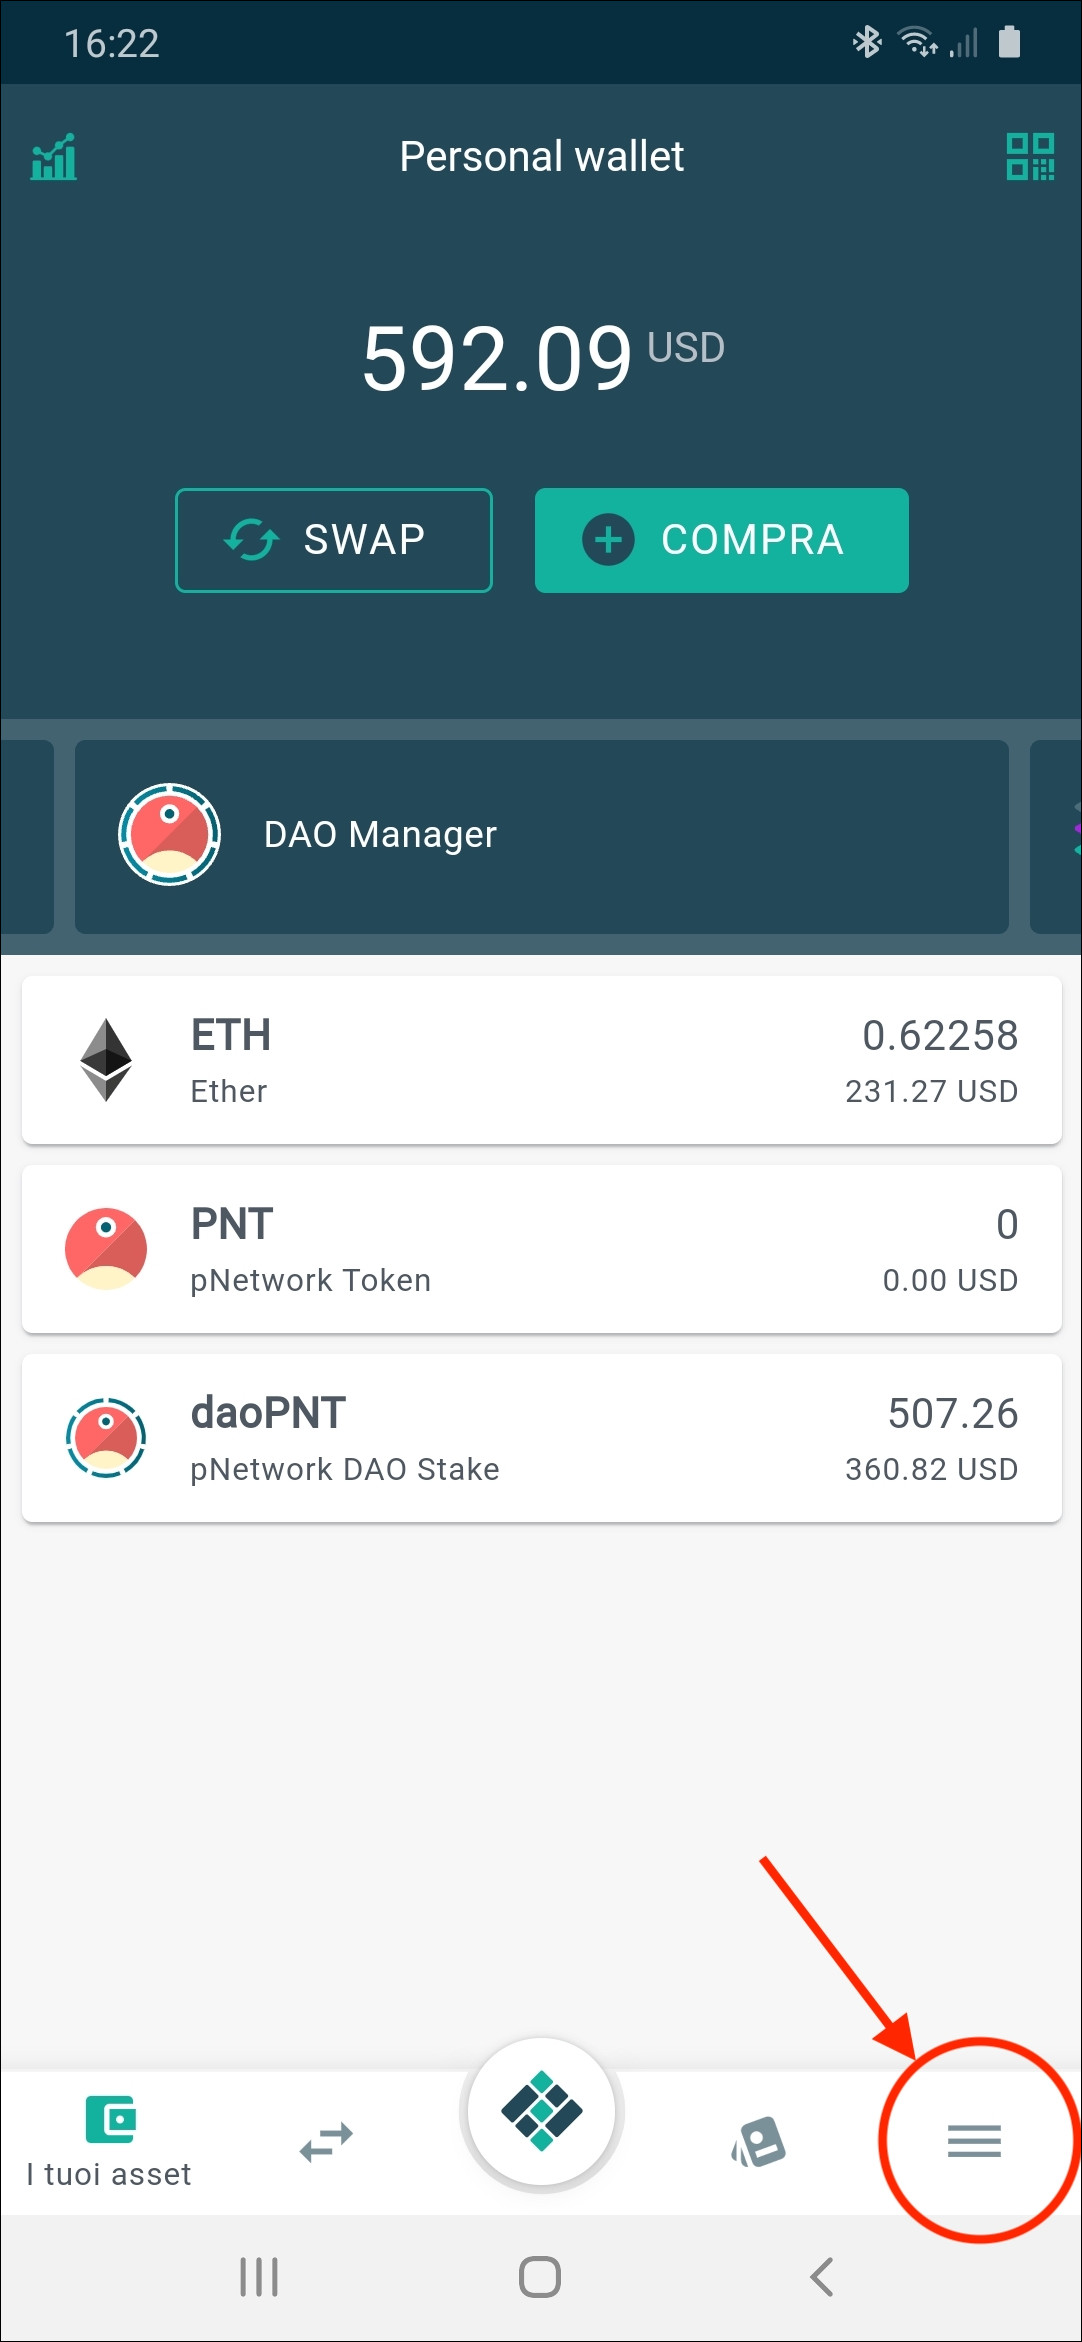 16:22
Personal wallet
592.09 USD
SWAP
COMPRA
DAO Manager
ETH
0.62258
Ether
231.27 USD
PNT
0
pNetwork Token
0.00 USD
daoPNT
507.26
pNetwork DAO Stake
360.82 USD
I tuoi asset